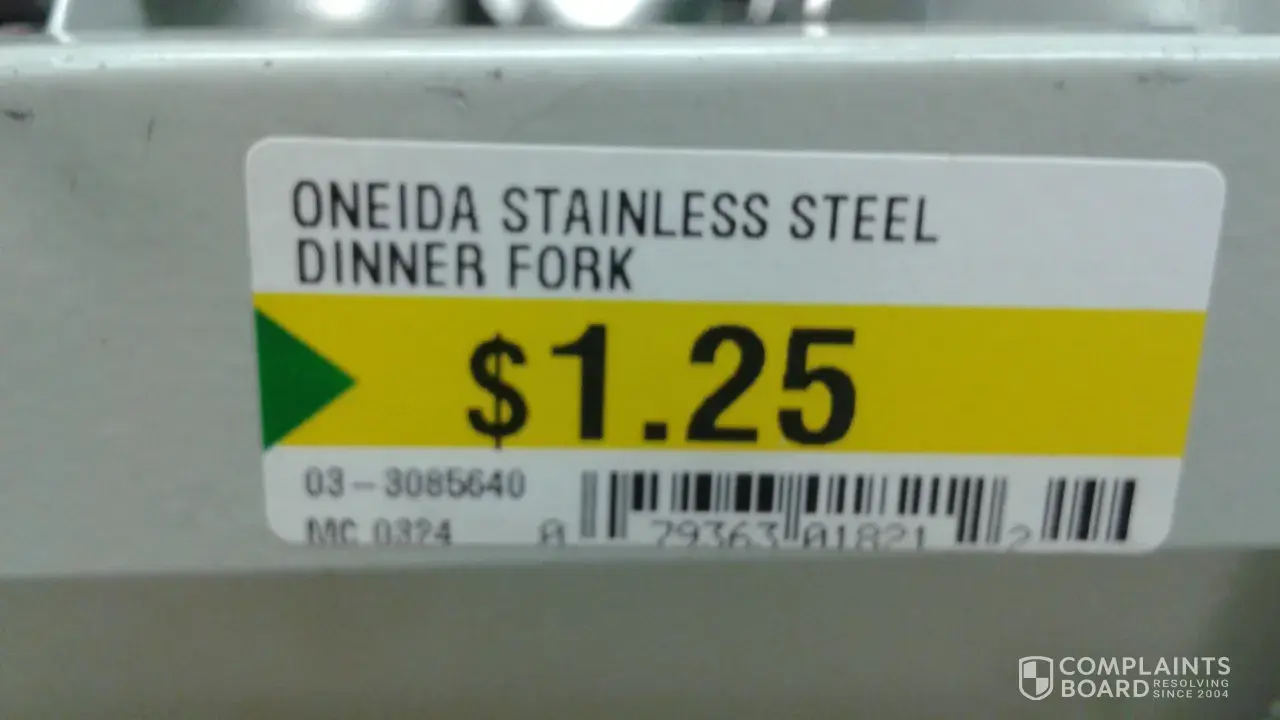 ONEIDA STAINLESS STEEL
DINNER FORK
$1.25
03-3085640
MC 0324
0 79363 01821 2
COMPLAINTS
BOARD RESOLVING
SINCE 2004